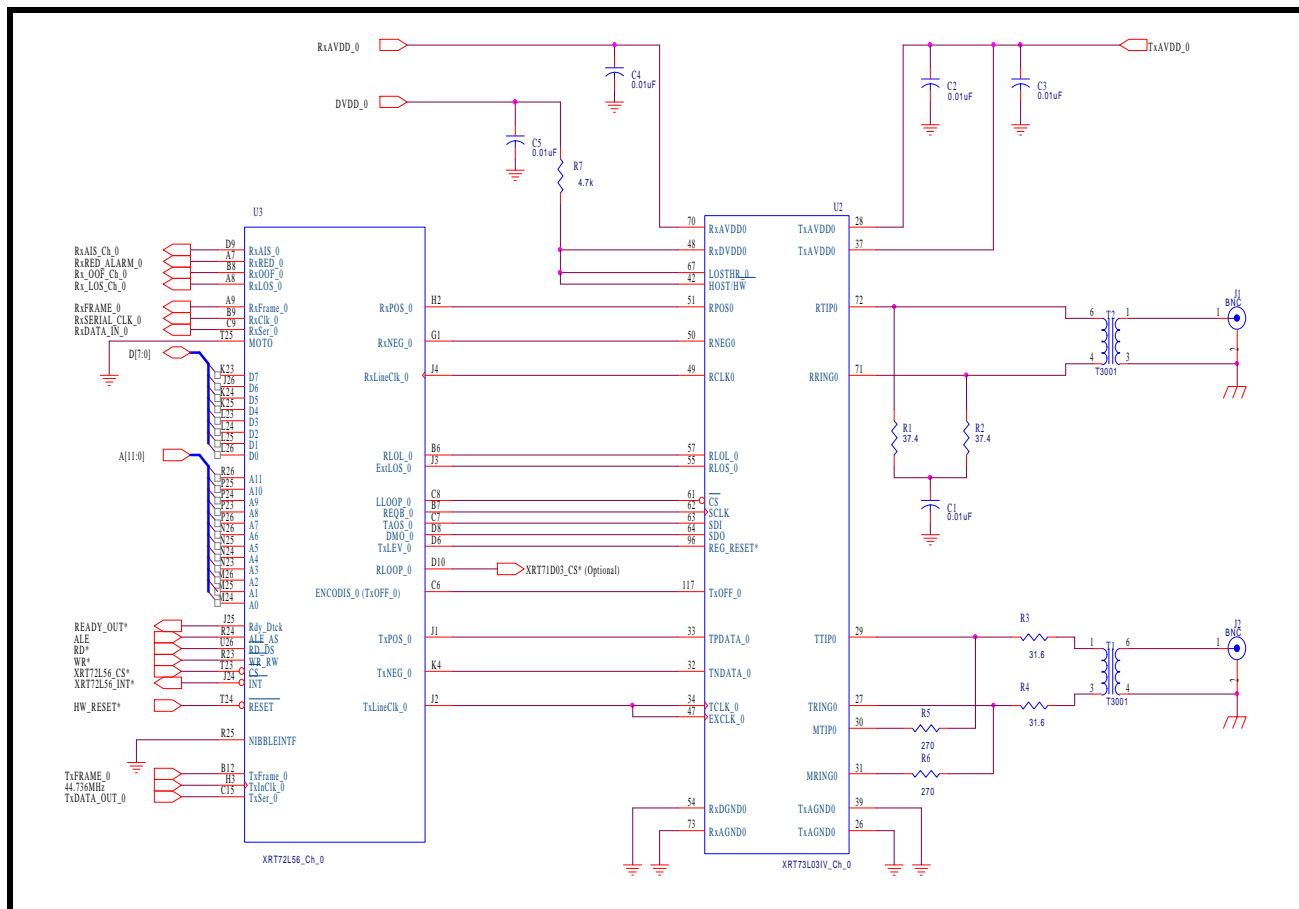 RxAVDD_0
TxAVDD_0
C4
0.01uF
C2
0.01uF
C3
0.01uF
DVDD_0
C5
0.01uF
R7
4.7k
U3
U2
RxAIS_Ch_0
D9
RxAIS_0
RxRED_ALARM_0
A7
RxRED_0
Rx_OOF_Ch_0
B8
RxOOF_0
Rx_LOS_Ch_0
A8
RxLOS_0
RxFRAME_0
A9
RxFrame_0
RxSERIAL_CLK_0
B9
RxClk_0
RxDATA_IN_0
C9
RxSer_0
T25
MOTO
D[7:0]
K23
D7
J26
D6
K24
D5
K25
D4
L23
D3
L24
D2
L25
D1
L26
D0
A[11:0]
R26
A11
P25
A10
P24
A9
P23
A8
P26
A7
N26
A6
N25
A5
N24
A4
N23
A3
M26
A2
M25
A1
M24
A0
READY_OUT*
J25
Rdy_Dtck
ALE
R24
ALE_AS
RD*
U26
RD_DS
WR*
R23
WR_RW
XRT72L56_CS*
T23
CS
XRT72L56_INT*
J24
INT
HW_RESET*
T24
RESET
R25
NIBBLEINTF
TxFRAME_0
B12
TxFrame_0
44.736MHz
H3
TxInClk_0
TxDATA_OUT_0
C15
TxSer_0
RxPOS_0
H2
RxNEG_0
G1
RxLineClk_0
J4
RLOL_0
B6
ExtLOS_0
J3
LLOOP_0
C8
REQB_0
B7
TAOS_0
C7
DMO_0
D8
TxLEV_0
D6
RLOOP_0
D10
XRT71D03_CS* (Optional)
ENCODIS_0 (TxOFF_0)
C6
TxPOS_0
J1
TxNEG_0
K4
TxLineClk_0
J2
XRT72L56_Ch_0
70
RxAVDD0
48
RxDVDD_0
67
LOSTHR_0
42
HOST/HW
51
RPOS0
50
RNEG0
49
RCLK0
57
RLOL_0
55
RLOS_0
61
CS
62
SCLK
63
SDI
64
SDO
96
REG_RESET*
117
TxOFF_0
33
TPDATA_0
32
TNDATA_0
34
TCLK_0
47
EXCLK_0
54
RxDGND0
73
RxAGND0
TxAVDD0
28
TxAVDD0
37
RTIP0
72
RRING0
71
TTIP0
29
TRING0
27
MTIP0
30
MRING0
31
TxAGND0
39
TxAGND0
26
XRT73L03IV_Ch_0
R1
37.4
R2
37.4
C1
0.01uF
6
T2
1
4
3
T3001
J1
BNC
1
2
R3
31.6
R4
31.6
R5
270
R6
270
1
T1
6
3
4
T3001
J2
BNC
1
2